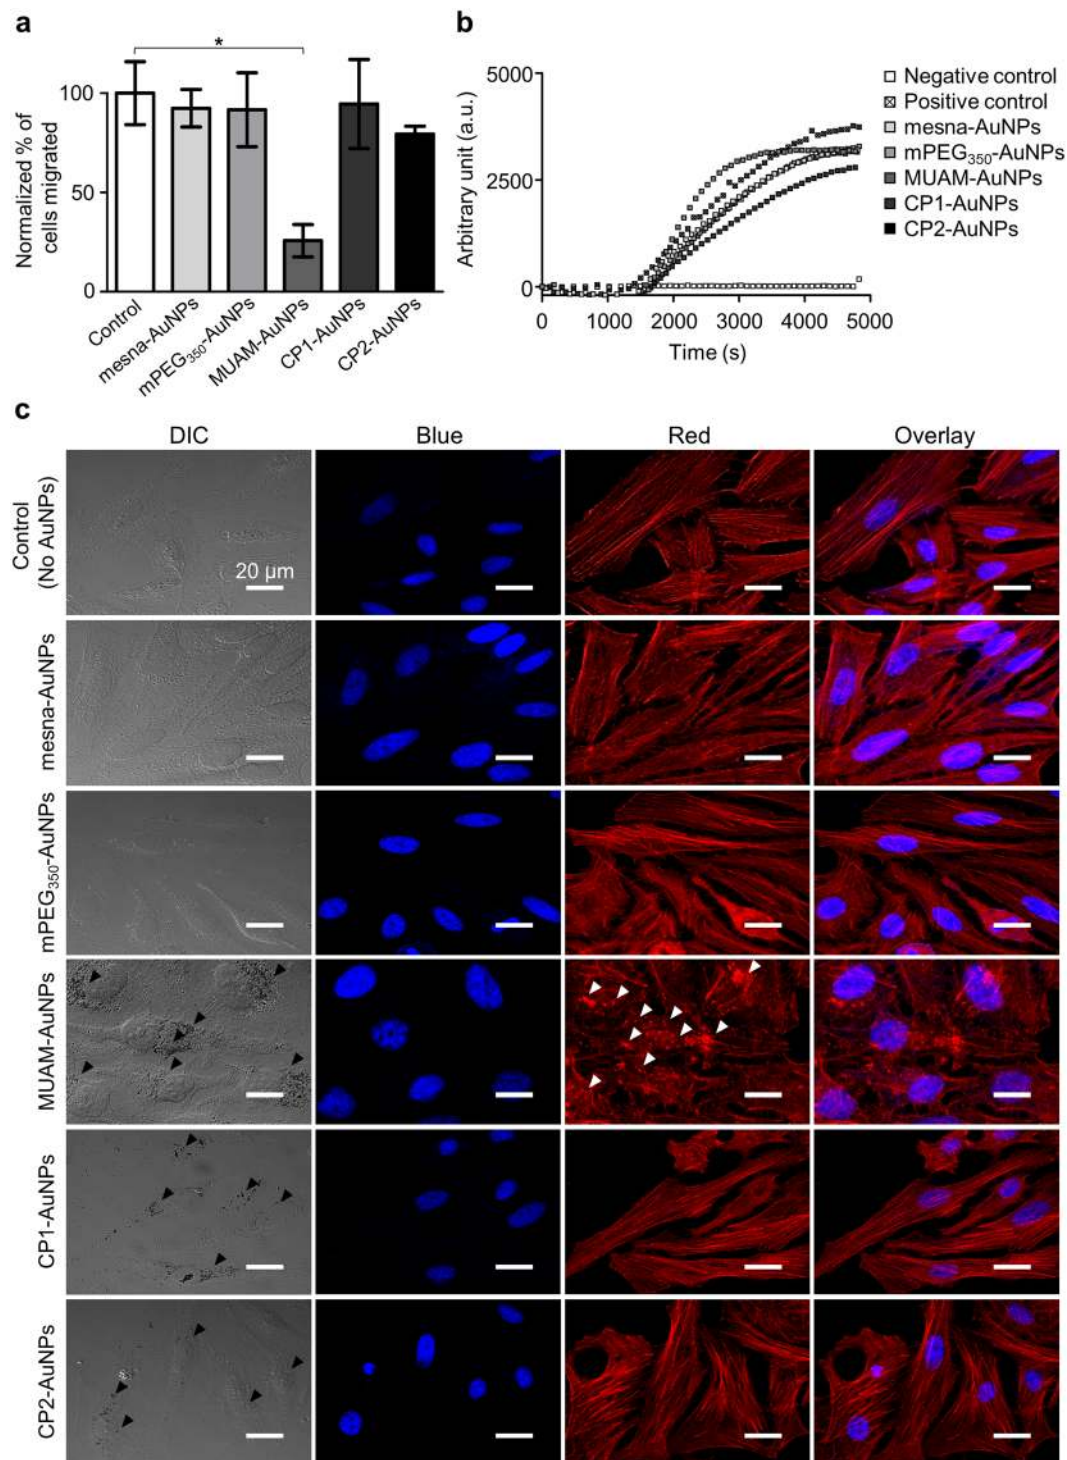 a
*
Normalized % of
cells migrated
100
50
0
Control
mesna-AuNPs
mPEG₃₅₀-AuNPs
MUAM-AuNPs
CP1-AuNPs
CP2-AuNPs
b
Arbitrary unit (a.u.)
5000
2500
0
0 1000 2000 3000 4000 5000
Time (s)
Negative control
Positive control
mesna-AuNPs
mPEG₃₅₀-AuNPs
MUAM-AuNPs
CP1-AuNPs
CP2-AuNPs
c
DIC Blue Red Overlay
Control
(No AuNPs)
20 µm
mesna-AuNPs
mPEG₃₅₀-AuNPs
MUAM-AuNPs
CP1-AuNPs
CP2-AuNPs